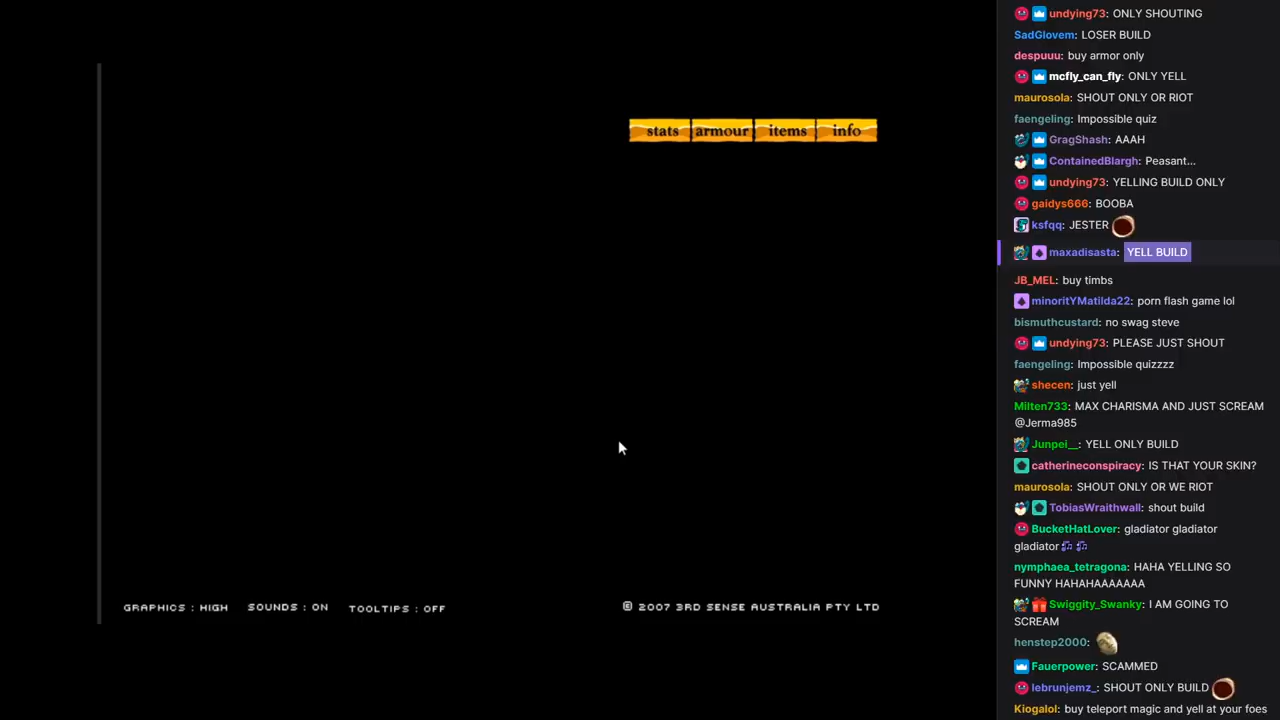 stats armour items info
GRAPHICS : HIGH SOUNDS : ON TOOLTIPS : OFF
© 2007 3RD SENSE AUSTRALIA PTY LTD
undying73: ONLY SHOUTING
SadGlovem: LOSER BUILD
despuuu: buy armor only
mcfly_can_fly: ONLY YELL
maurosola: SHOUT ONLY OR RIOT
faengeling: Impossible quiz
GragShash: AAAH
ContainedBlargh: Peasant...
undying73: YELLING BUILD ONLY
gaidys666: BOOBA
ksfqq: JESTER
maxadisasta: YELL BUILD
JB_MEL: buy timbs
minoritYMatilda22: porn flash game lol
bismuthcustard: no swag steve
undying73: PLEASE JUST SHOUT
faengeling: Impossible quizzzz
shecen: just yell
Milten733: MAX CHARISMA AND JUST SCREAM
@Jerma985
Junpei__: YELL ONLY BUILD
catherineconspiracy: IS THAT YOUR SKIN?
maurosola: SHOUT ONLY OR WE RIOT
TobiasWraithwall: shout build
BucketHatLover: gladiator gladiator
gladiator
nymphaea_tetragona: HAHA YELLING SO
FUNNY HAHAHAAAAAAA
Swiggity_Swanky: I AM GOING TO
SCREAM
henstep2000:
Fauerpower: SCAMMED
lebrunjemz_: SHOUT ONLY BUILD
Kiogalol: buy teleport magic and yell at your foes